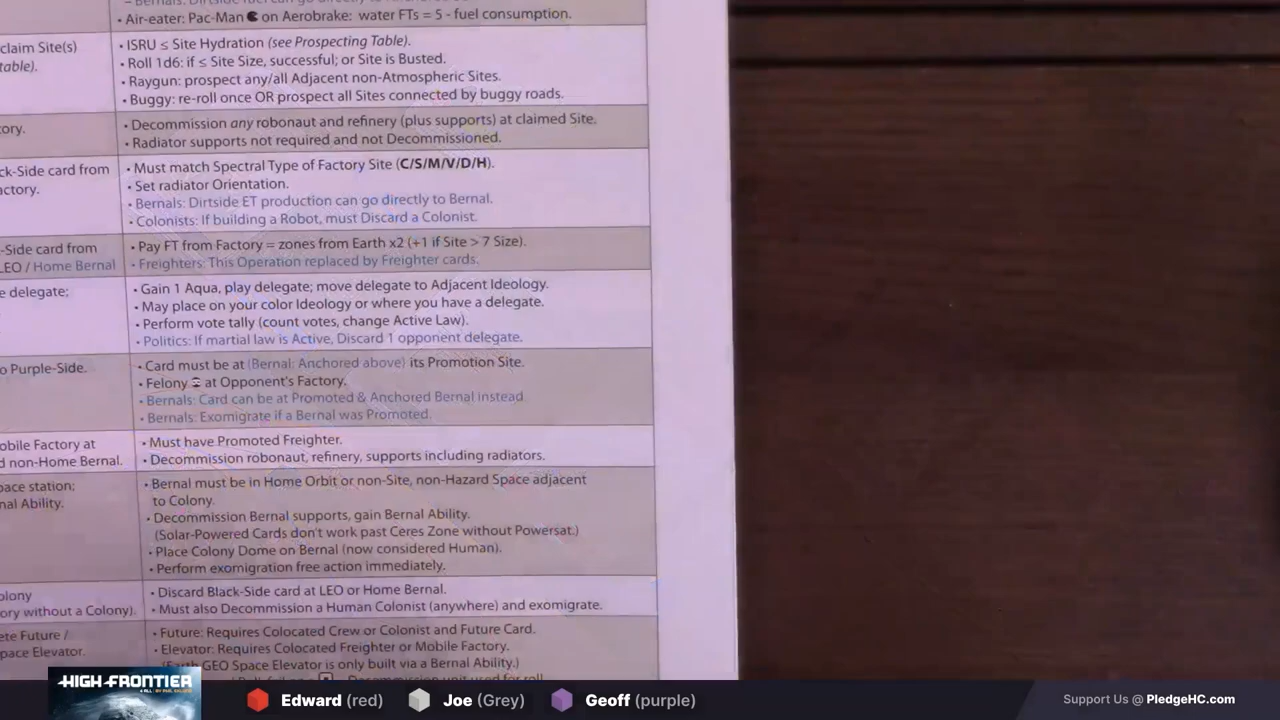 • Air-eater: Pac-Man on Aerobrake: water FTs = 5 - fuel consumption.
claim Site(s)
table).
• ISRU ≤ Site Hydration (see Prospecting Table).
• Roll 1d6: if ≤ Site Size, successful; or Site is Busted.
• Raygun: prospect any/all Adjacent non-Atmospheric Sites.
• Buggy: re-roll once OR prospect all Sites connected by buggy roads.
ory.
• Decommission any robonaut and refinery (plus supports) at claimed Site.
• Radiator supports not required and not Decommissioned.
ck-Side card from
actory.
• Must match Spectral Type of Factory Site (C/S/M/V/D/H).
• Set radiator Orientation.
• Bernals: Dirtside ET production can go directly to Bernal.
• Colonists: If building a Robot, must Discard a Colonist.
-Side card from
LEO / Home Bernal
• Pay FT from Factory = zones from Earth x2 (+1 if Site > 7 Size).
• Freighters: This Operation replaced by Freighter cards.
e delegate;
• Gain 1 Aqua, play delegate; move delegate to Adjacent Ideology.
• May place on your color Ideology or where you have a delegate.
• Perform vote tally (count votes, change Active Law).
• Politics: If martial law is Active, Discard 1 opponent delegate.
o Purple-Side.
• Card must be at (Bernal: Anchored above) its Promotion Site.
• Felony at Opponent's Factory.
• Bernals: Card can be at Promoted & Anchored Bernal instead
• Bernals: Exomigrate if a Bernal was Promoted.
obile Factory at
d non-Home Bernal.
• Must have Promoted Freighter.
• Decommission robonaut, refinery, supports including radiators.
pace station;
nal Ability.
• Bernal must be in Home Orbit or non-Site, non-Hazard Space adjacent
to Colony.
• Decommission Bernal supports, gain Bernal Ability.
(Solar-Powered Cards don't work past Ceres Zone without Powersat.)
• Place Colony Dome on Bernal (now considered Human).
• Perform exomigration free action immediately.
olony
ory without a Colony).
• Discard Black-Side card at LEO or Home Bernal.
• Must also Decommission a Human Colonist (anywhere) and exomigrate.
ete Future /
pace Elevator.
• Future: Requires Colocated Crew or Colonist and Future Card.
• Elevator: Requires Colocated Freighter or Mobile Factory.
(Earth GEO Space Elevator is only built via a Bernal Ability.)
HIGH FRONTIER
4 ALL
Edward (red)
Joe (Grey)
Geoff (purple)
Support Us @ PledgeHC.com